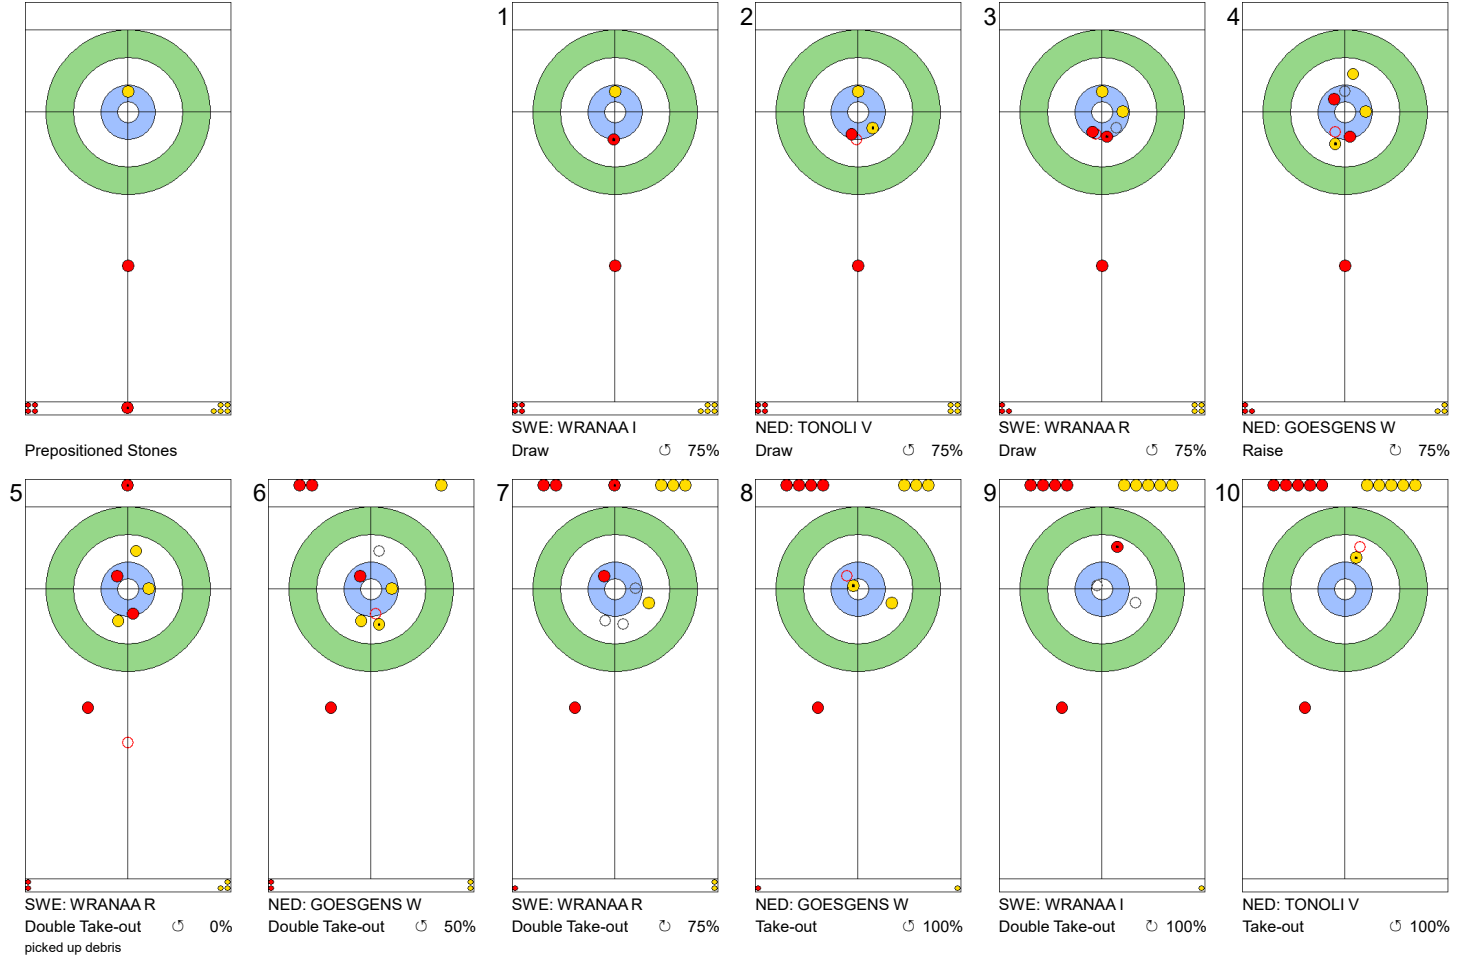 1
2
3
4
Prepositioned Stones
SWE: WRANAA I
Draw 75%
NED: TONOLI V
Draw 75%
SWE: WRANAA R
Draw 75%
NED: GOESGENS W
Raise 75%
5
6
7
8
9
10
SWE: WRANAA R
Double Take-out 0%
picked up debris
NED: GOESGENS W
Double Take-out 50%
SWE: WRANAA R
Double Take-out 75%
NED: GOESGENS W
Take-out 100%
SWE: WRANAA I
Double Take-out 100%
NED: TONOLI V
Take-out 100%